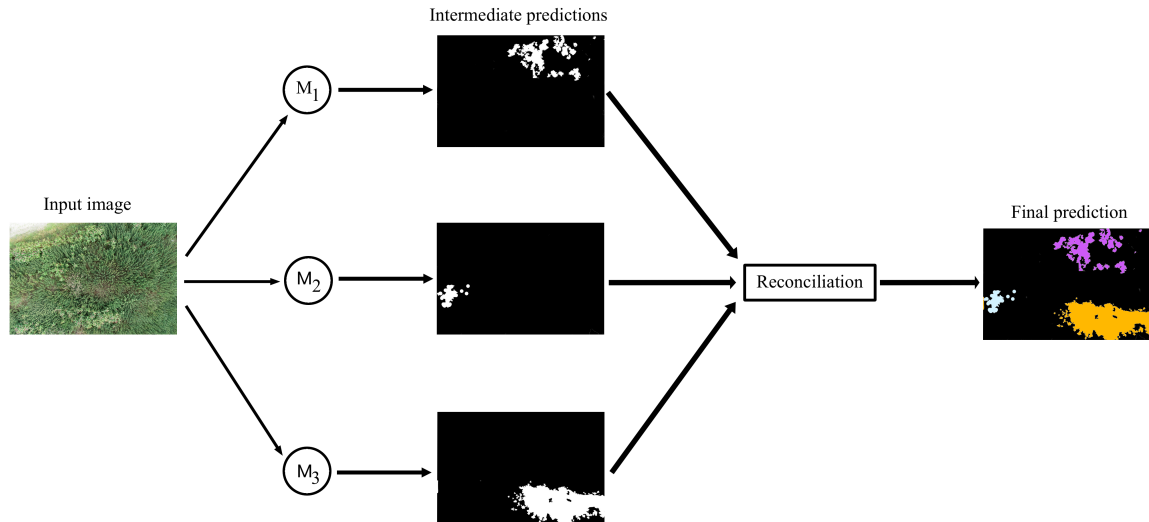 Intermediate predictions
M1
Input image
M2
Reconciliation
Final prediction
M3